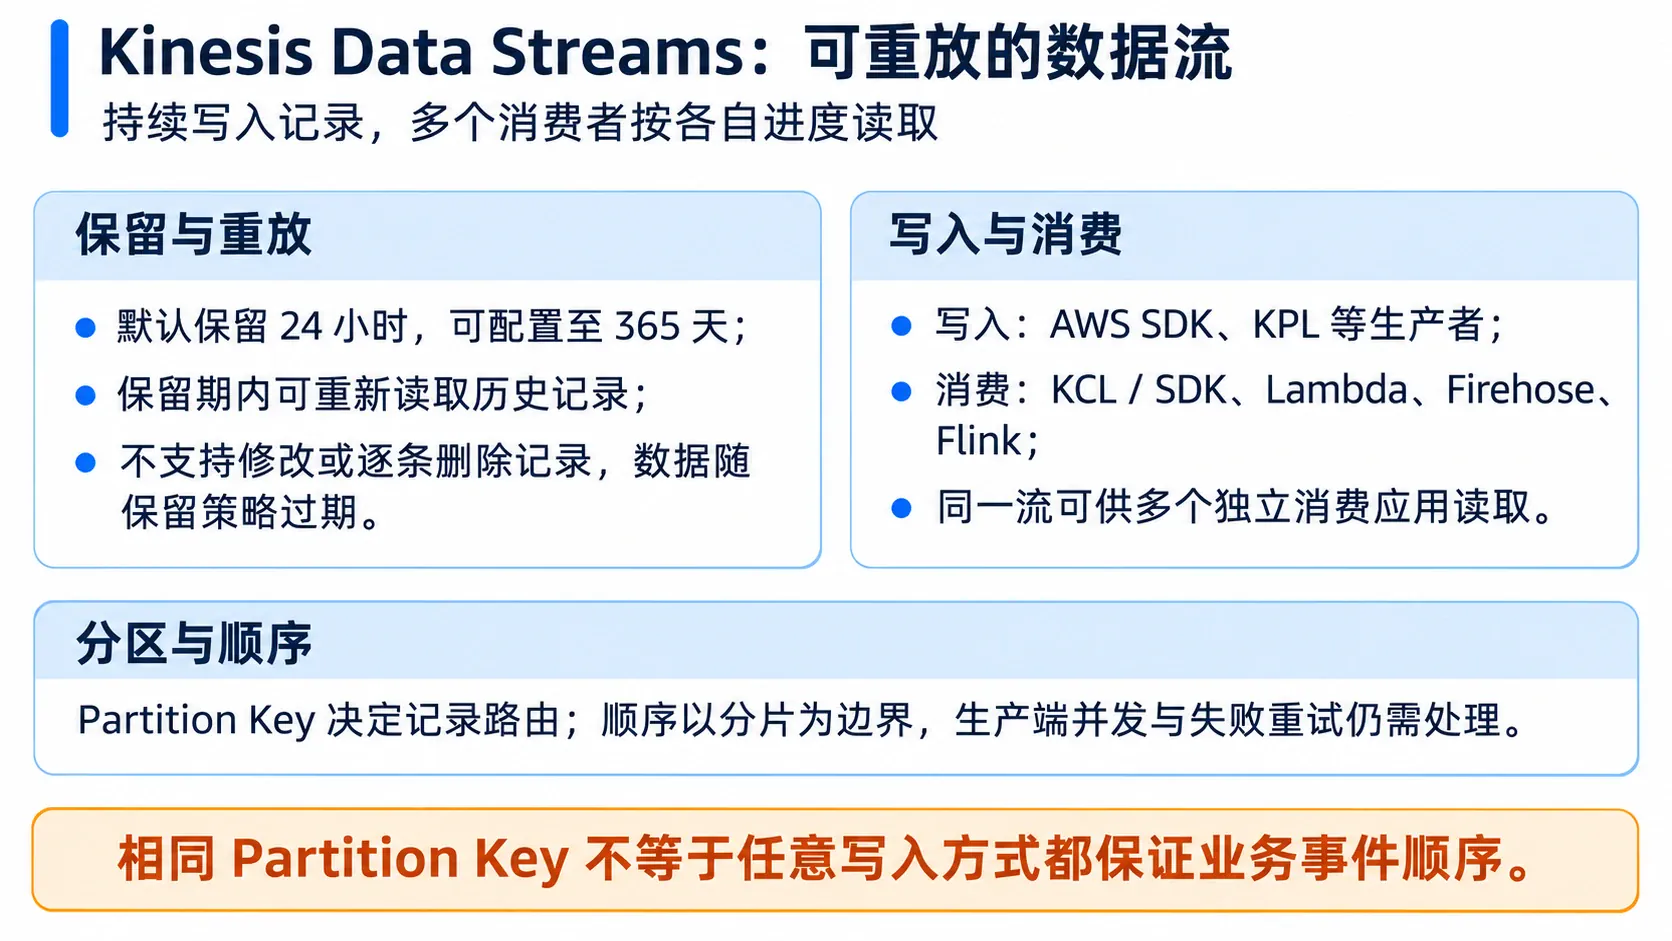 Kinesis Data Streams：可重放的数据流
持续写入记录，多个消费者按各自进度读取
保留与重放
默认保留 24 小时，可配置至 365 天；
保留期内可重新读取历史记录；
不支持修改或逐条删除记录，数据随
保留策略过期。
写入与消费
写入：AWS SDK、KPL 等生产者；
消费：KCL / SDK、Lambda、Firehose、
Flink；
同一流可供多个独立消费应用读取。
分区与顺序
Partition Key 决定记录路由；顺序以分片为边界，生产端并发与失败重试仍需处理。
相同 Partition Key 不等于任意写入方式都保证业务事件顺序。